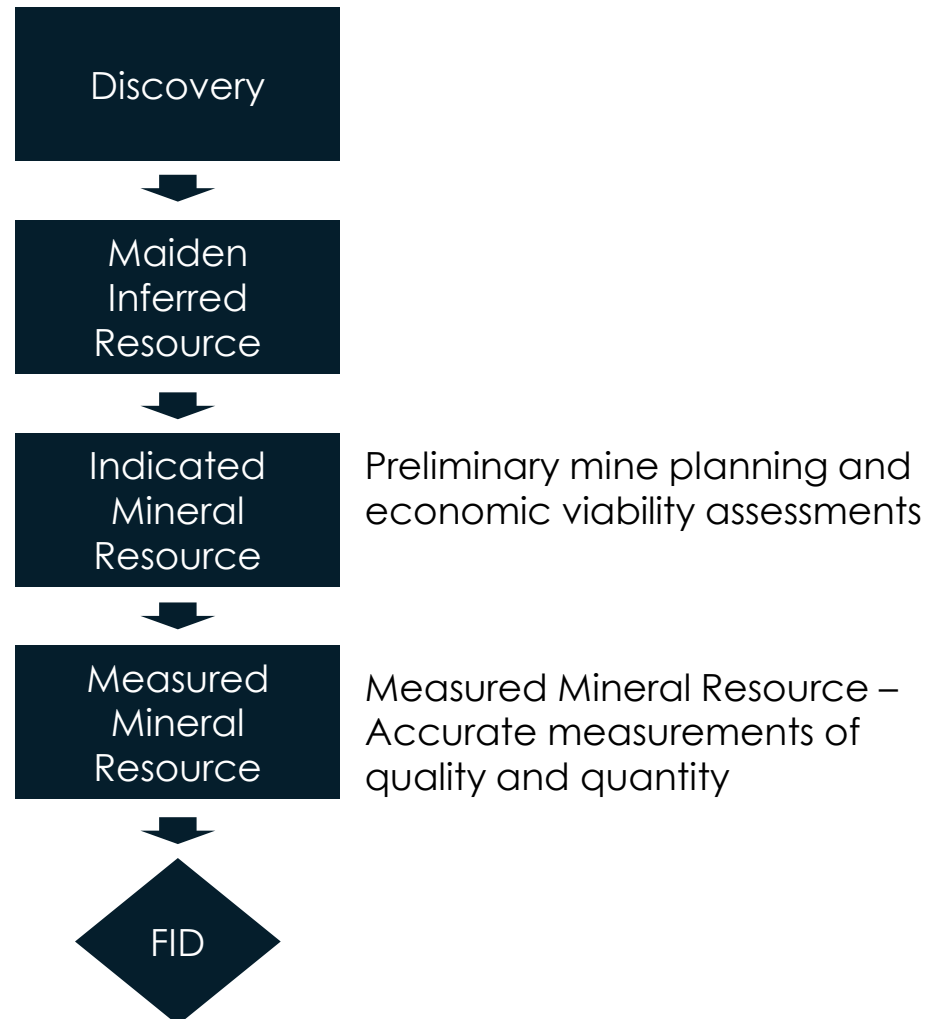 Discovery
Maiden
Inferred
Resource
Indicated
Mineral
Resource
Preliminary mine planning and
economic viability assessments
Measured
Mineral
Resource
Measured Mineral Resource –
Accurate measurements of
quality and quantity
FID